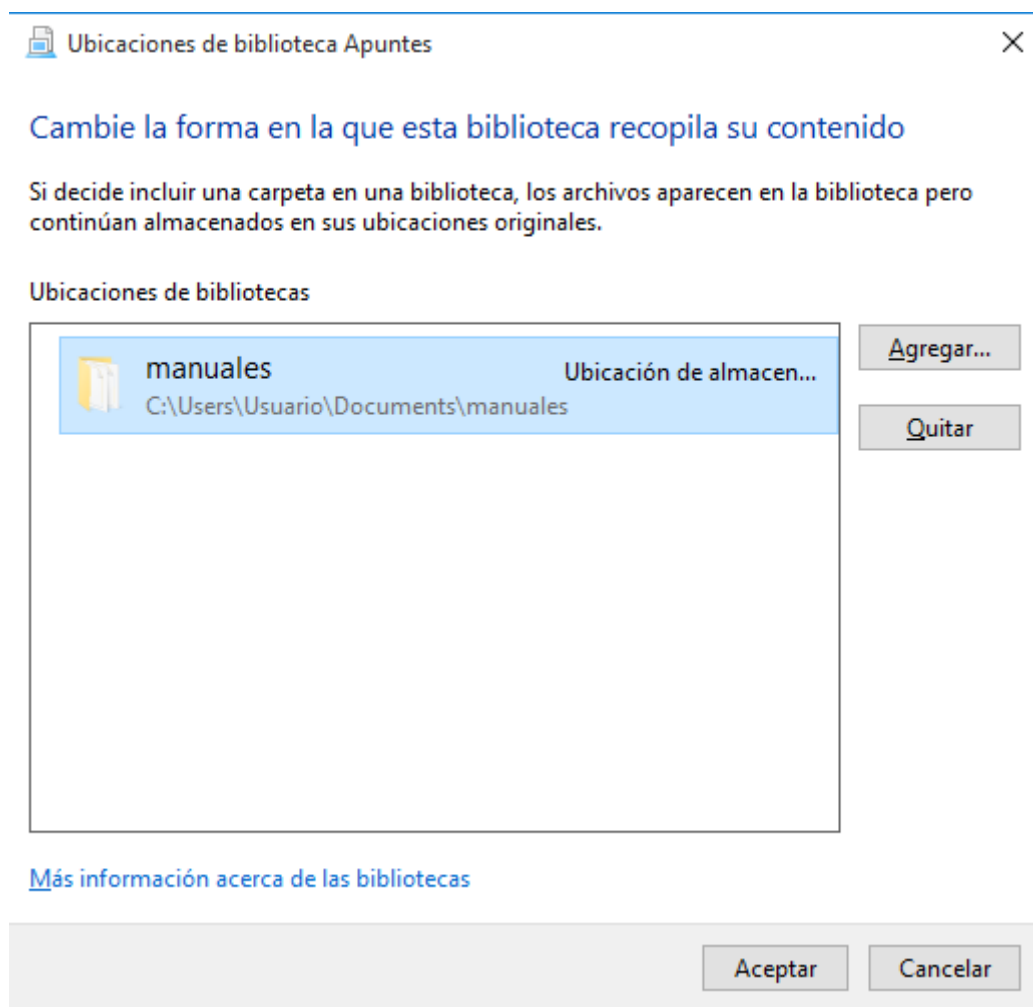 Ubicaciones de biblioteca Apuntes
Cambie la forma en la que esta biblioteca recopila su contenido
Si decide incluir una carpeta en una biblioteca, los archivos aparecen en la biblioteca pero
continúan almacenados en sus ubicaciones originales.
Ubicaciones de bibliotecas
manuales
Ubicación de almacen...
C:\Users\Usuario\Documents\manuales
Agregar...
Quitar
Más información acerca de las bibliotecas
Aceptar
Cancelar